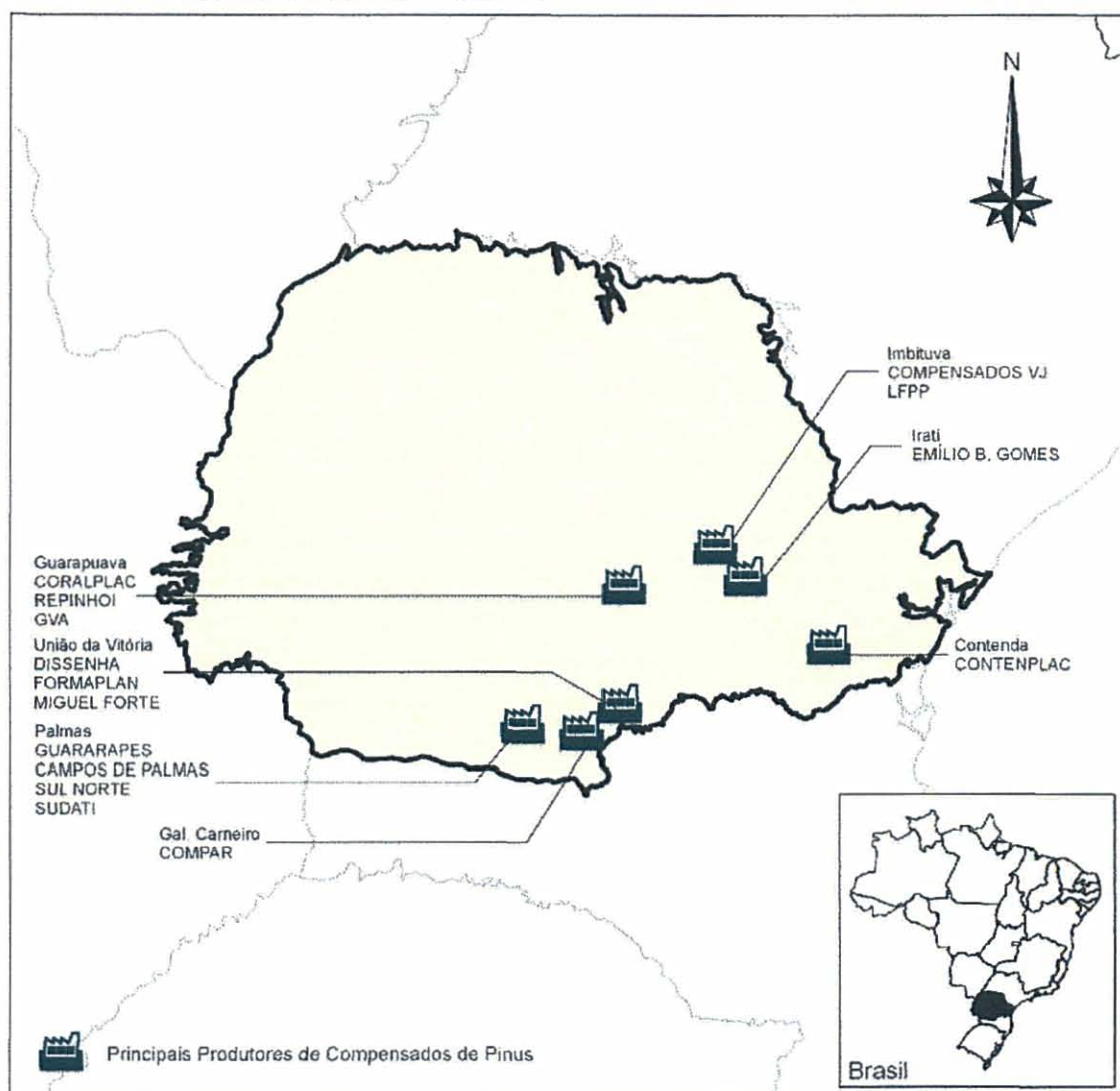 N
Imbituva
COMPENSADOS VJ
LFPP
Irati
EMÍLIO B. GOMES
Guarapuava
CORALPLAC
REPINHOI
GVA
União da Vitória
DISSENHA
FORMAPLAN
MIGUEL FORTE
Contenda
CONTENPLAC
Palmas
GUARARAPES
CAMPOS DE PALMAS
SUL NORTE
SUDATI
Gal. Carneiro
COMPAR
Principais Produtores de Compensados de Pinus
Brasil